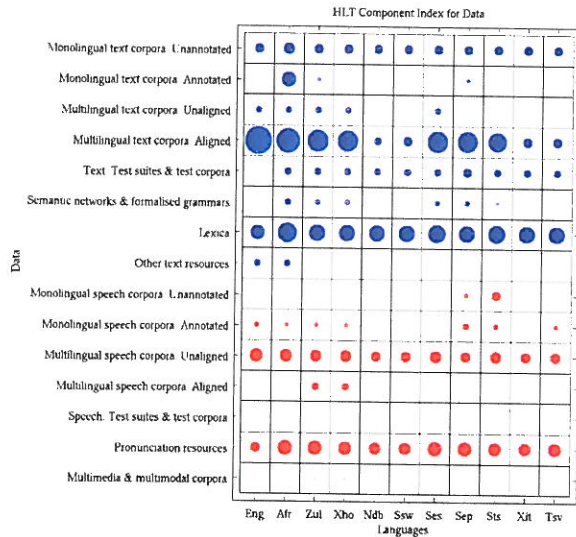 HLT Component Index for Data
Monolingual text corpora Unannotated
Monolingual text corpora Annotated
Multilingual text corpora Unaligned
Multilingual text corpora Aligned
Text Test suites & test corpora
Semantic networks & formalised grammars
Lexica
Other text resources
Monolingual speech corpora Unannotated
Monolingual speech corpora Annotated
Multilingual speech corpora Unaligned
Multilingual speech corpora Aligned
Speech. Test suites & test corpora
Pronunciation resources
Multimedia & multimodal corpora
Data
Eng Afr Zul Xho Ndb Ssw Ses Sep Sts Xit Tsv
Languages